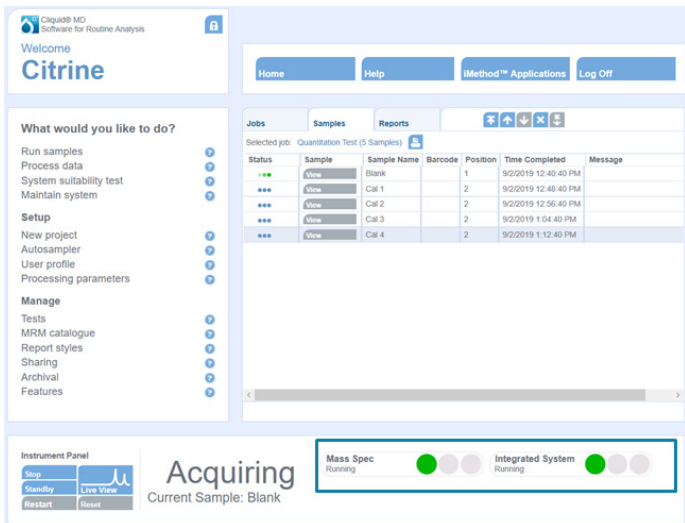 Cliquid® MD
Software for Routine Analysis
Welcome
Citrine
Home Help iMethod™ Applications Log Off
What would you like to do?
Run samples
Process data
System suitability test
Maintain system
Setup
New project
Autosampler
User profile
Processing parameters
Manage
Tests
MRM catalogue
Report styles
Sharing
Archival
Features
Jobs Samples Reports
Selected job: Quantitation Test (5 Samples)
Status Sample Sample Name Barcode Position Time Completed Message
View Blank 1 9/2/2019 12:40:40 PM
View Cal 1 2 9/2/2019 12:48:40 PM
View Cal 2 2 9/2/2019 12:56:40 PM
View Cal 3 2 9/2/2019 1:04:40 PM
View Cal 4 2 9/2/2019 1:12:40 PM
Instrument Panel
Stop
Standby
Live View
Restart Reset
Acquiring
Current Sample: Blank
Mass Spec
Running
Integrated System
Running